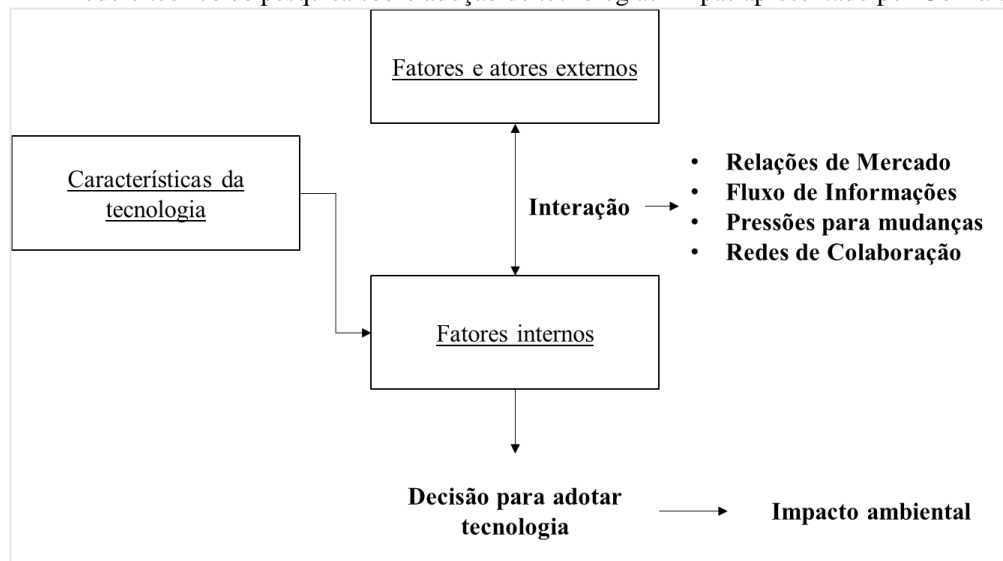 Fatores e atores externos
Características da
tecnologia
Interação
• Relações de Mercado
• Fluxo de Informações
• Pressões para mudanças
• Redes de Colaboração
Fatores internos
Decisão para adotar
tecnologia
Impacto ambiental